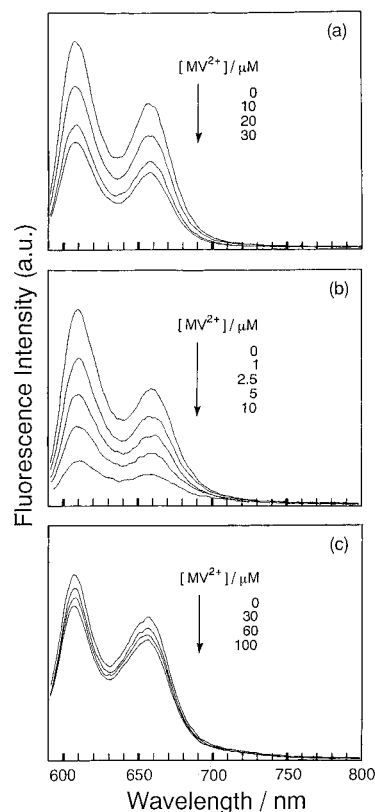 Fluorescence Intensity (a.u.)
(a)
[MV2+] / µM
0
10
20
30
(b)
[MV2+] / µM
0
1
2.5
5
10
(c)
[MV2+] / µM
0
30
60
100
600 650 700 750 800
Wavelength / nm